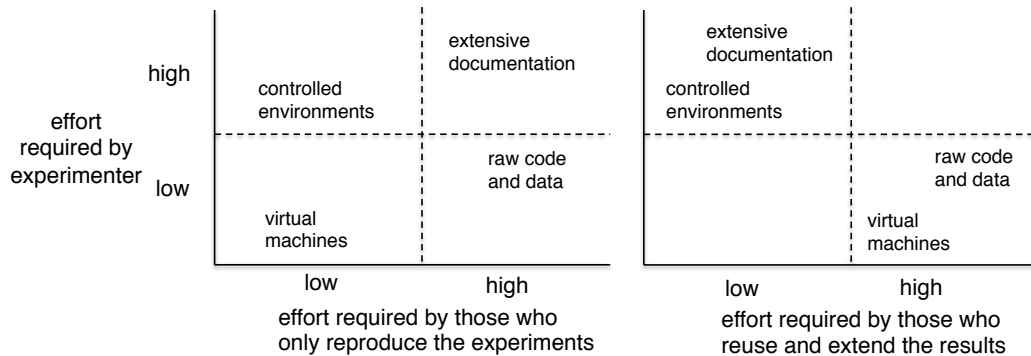 effort
required by
experimenter
high
low
extensive
documentation
controlled
environments
raw code
and data
virtual
machines
low
high
effort required by those who
only reproduce the experiments
extensive
documentation
controlled
environments
raw code
and data
virtual
machines
low
high
effort required by those who
reuse and extend the results